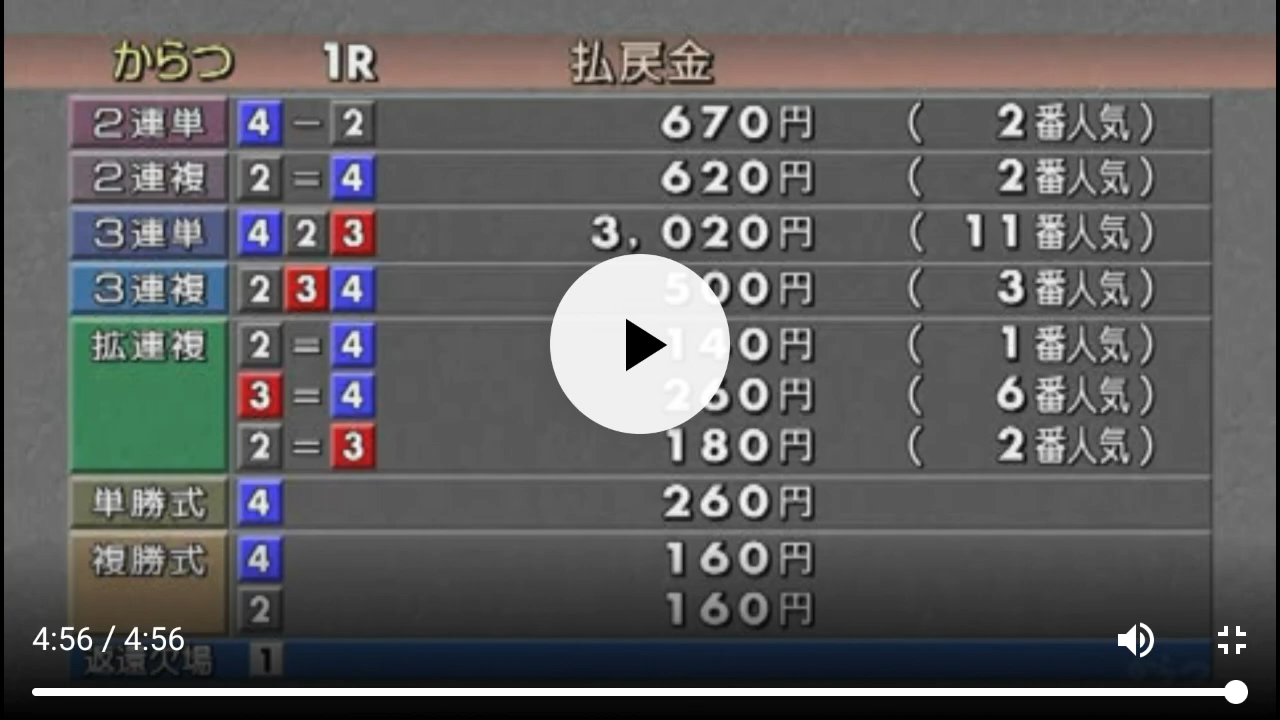 からつ 1R 払戻金
2連単 4 - 2 670円 ( 2番人気)
2連複 2 = 4 620円 ( 2番人気)
3連単 4 2 3 3,020円 ( 11番人気)
3連複 2 3 4 500円 ( 3番人気)
拡連複 2 = 4 140円 ( 1番人気)
3 = 4 260円 ( 6番人気)
2 = 3 180円 ( 2番人気)
単勝式 4 260円
複勝式 4 160円
2 160円
4:56 / 4:56
返還欠場 1